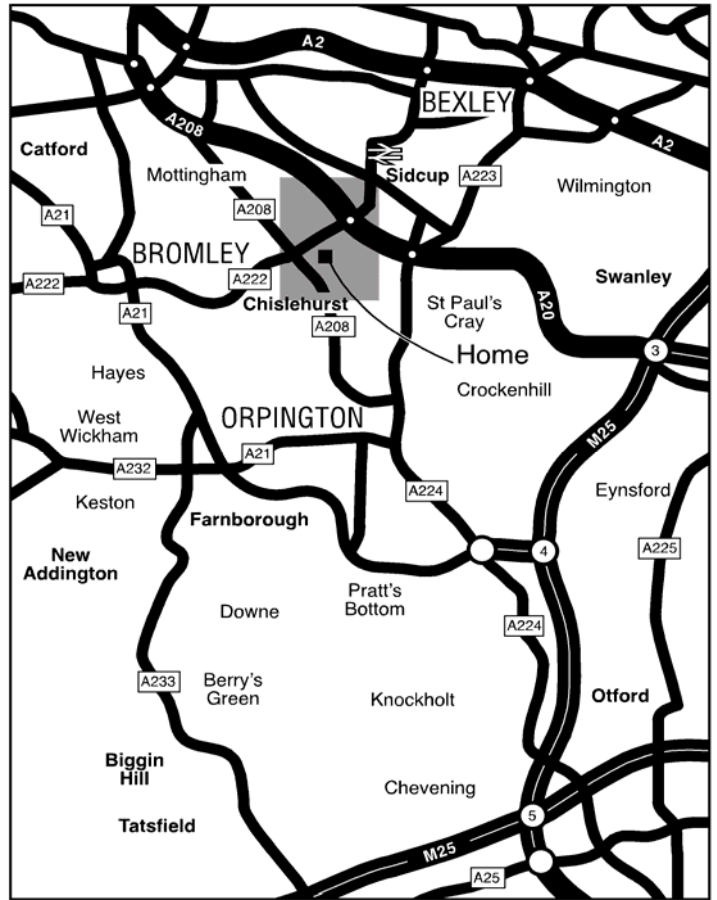 A2
BEXLEY
A208
A2
Catford
Mottingham
Sidcup
A223
Wilmington
A21
A208
BROMLEY
A222
A222
Swanley
Chislehurst
A21
A208
St Paul's
Cray
A20
Home
3
Hayes
Crockenhill
West
Wickham
ORPINGTON
M25
A21
A232
Keston
A224
Eynsford
Farnborough
New
Addington
4
A225
Pratt's
Bottom
Downe
A224
A233
Berry's
Green
Knockholt
Otford
Biggin
Hill
Chevening
Tatsfield
5
M25
A25